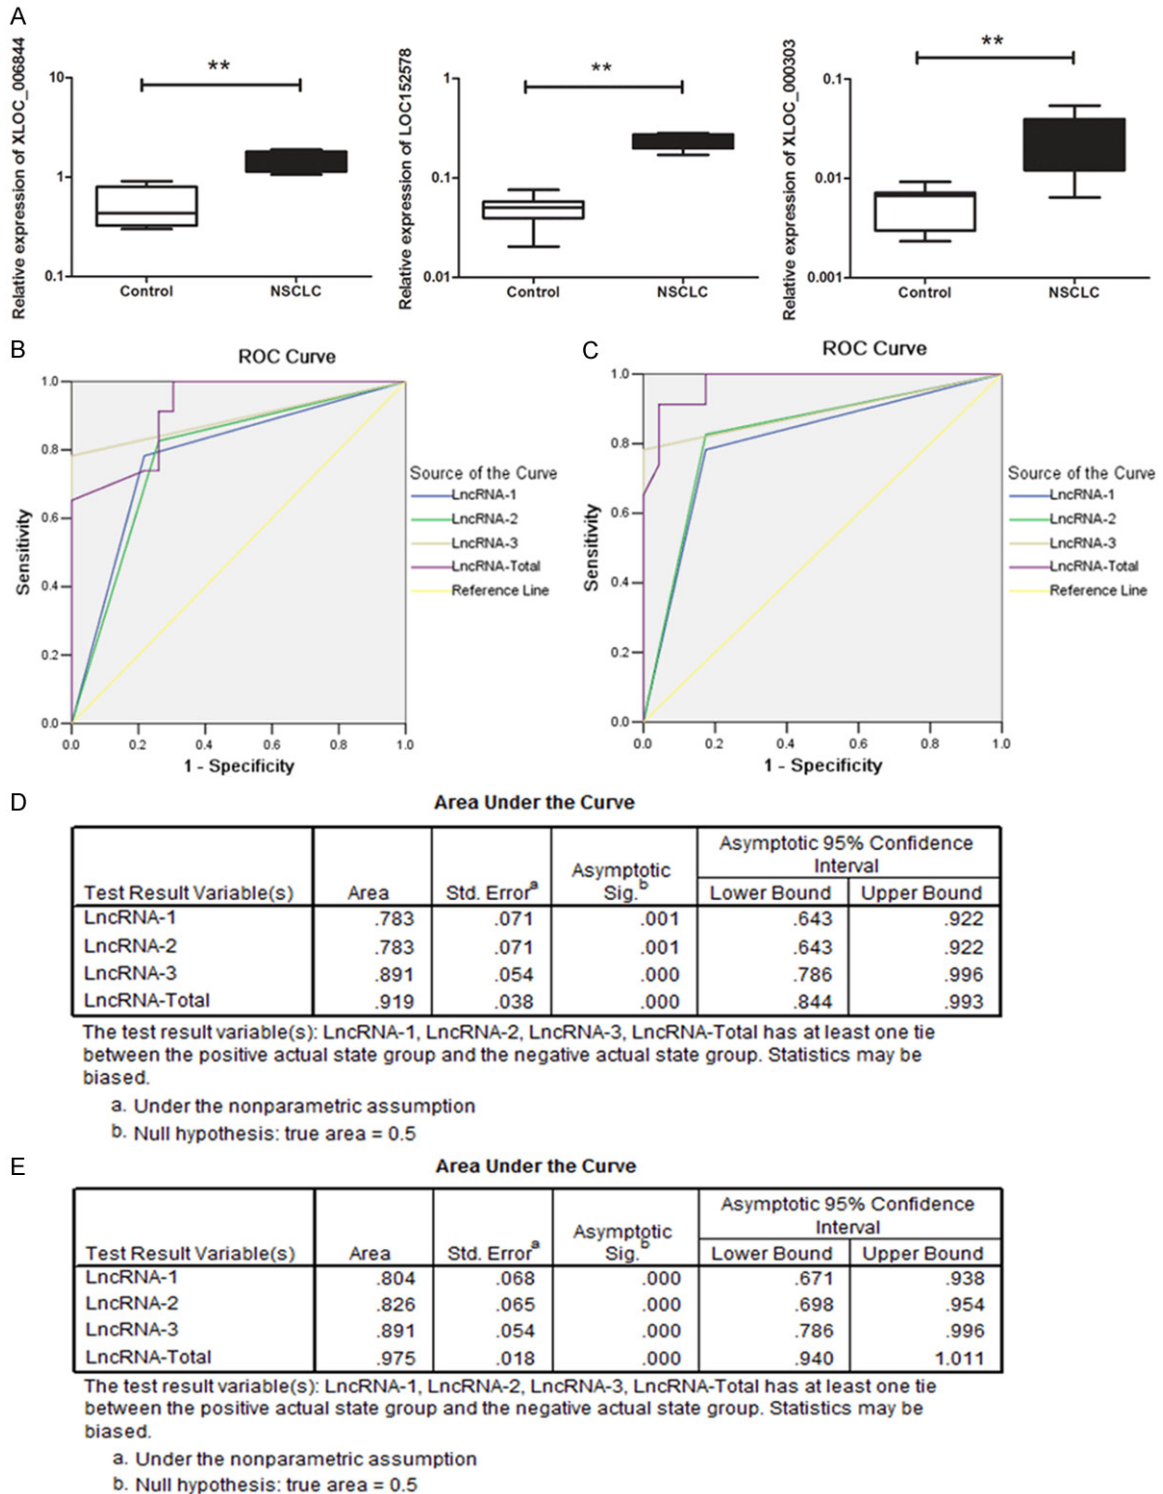 A
Relative expression of XLOC_006844
10
1
0.1
**
Control
NSCLC
Relative expression of LOC152578
1
0.1
0.01
**
Control
NSCLC
Relative expression of XLOC_000303
0.1
0.01
0.001
**
Control
NSCLC
B
ROC Curve
Sensitivity
1.0
0.8
0.6
0.4
0.2
0.0
0.0 0.2 0.4 0.6 0.8 1.0
1 - Specificity
Source of the Curve
LncRNA-1
LncRNA-2
LncRNA-3
LncRNA-Total
Reference Line
C
ROC Curve
Sensitivity
1.0
0.8
0.6
0.4
0.2
0.0
0.0 0.2 0.4 0.6 0.8 1.0
1 - Specificity
Source of the Curve
LncRNA-1
LncRNA-2
LncRNA-3
LncRNA-Total
Reference Line
D
Area Under the Curve
Asymptotic 95% Confidence
Interval
Test Result Variable(s) Area Std. Errorᵃ Asymptotic Sig.ᵇ Lower Bound Upper Bound
LncRNA-1 .783 .071 .001 .643 .922
LncRNA-2 .783 .071 .001 .643 .922
LncRNA-3 .891 .054 .000 .786 .996
LncRNA-Total .919 .038 .000 .844 .993
The test result variable(s): LncRNA-1, LncRNA-2, LncRNA-3, LncRNA-Total has at least one tie
between the positive actual state group and the negative actual state group. Statistics may be
biased.
a. Under the nonparametric assumption
b. Null hypothesis: true area = 0.5
E
Area Under the Curve
Asymptotic 95% Confidence
Interval
Test Result Variable(s) Area Std. Errorᵃ Asymptotic Sig.ᵇ Lower Bound Upper Bound
LncRNA-1 .804 .068 .000 .671 .938
LncRNA-2 .826 .065 .000 .698 .954
LncRNA-3 .891 .054 .000 .786 .996
LncRNA-Total .975 .018 .000 .940 1.011
The test result variable(s): LncRNA-1, LncRNA-2, LncRNA-3, LncRNA-Total has at least one tie
between the positive actual state group and the negative actual state group. Statistics may be
biased.
a. Under the nonparametric assumption
b. Null hypothesis: true area = 0.5